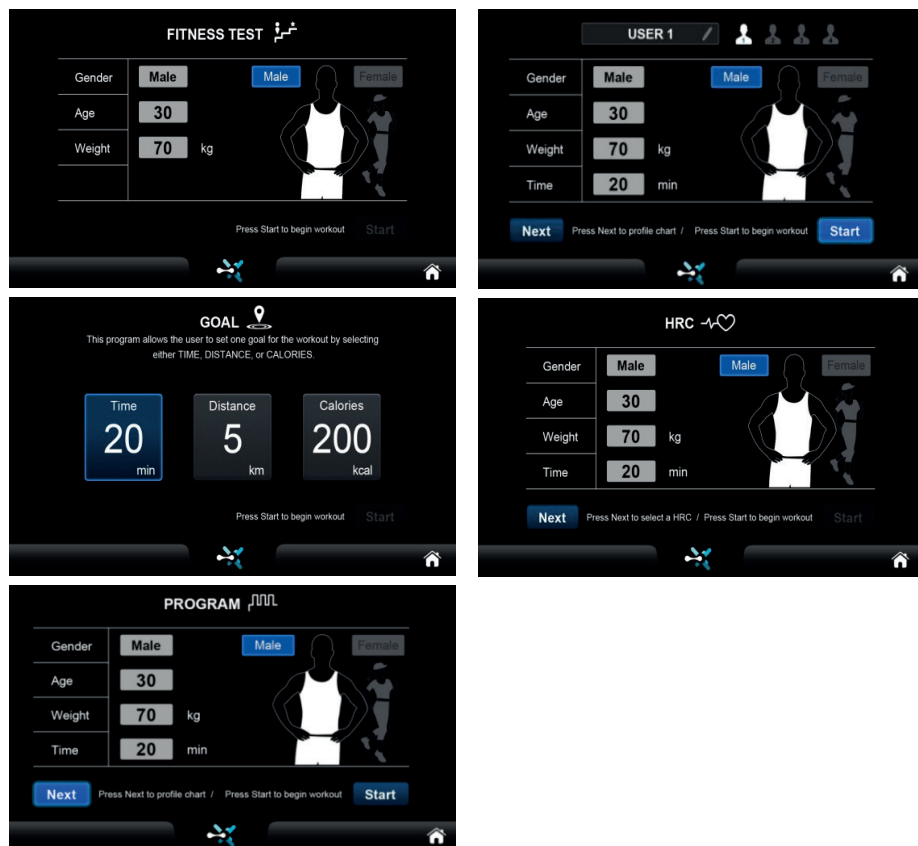 FITNESS TEST
Gender Male Male Female
Age 30
Weight 70 kg
Press Start to begin workout Start
USER 1
Gender Male Male Female
Age 30
Weight 70 kg
Time 20 min
Next Press Next to profile chart / Press Start to begin workout Start
GOAL
This program allows the user to set one goal for the workout by selecting
either TIME, DISTANCE, or CALORIES.
Time Distance Calories
20 5 200
min km kcal
Press Start to begin workout Start
HRC
Gender Male Male Female
Age 30
Weight 70 kg
Time 20 min
Next Press Next to select a HRC / Press Start to begin workout Start
PROGRAM
Gender Male Male Female
Age 30
Weight 70 kg
Time 20 min
Next Press Next to profile chart / Press Start to begin workout Start